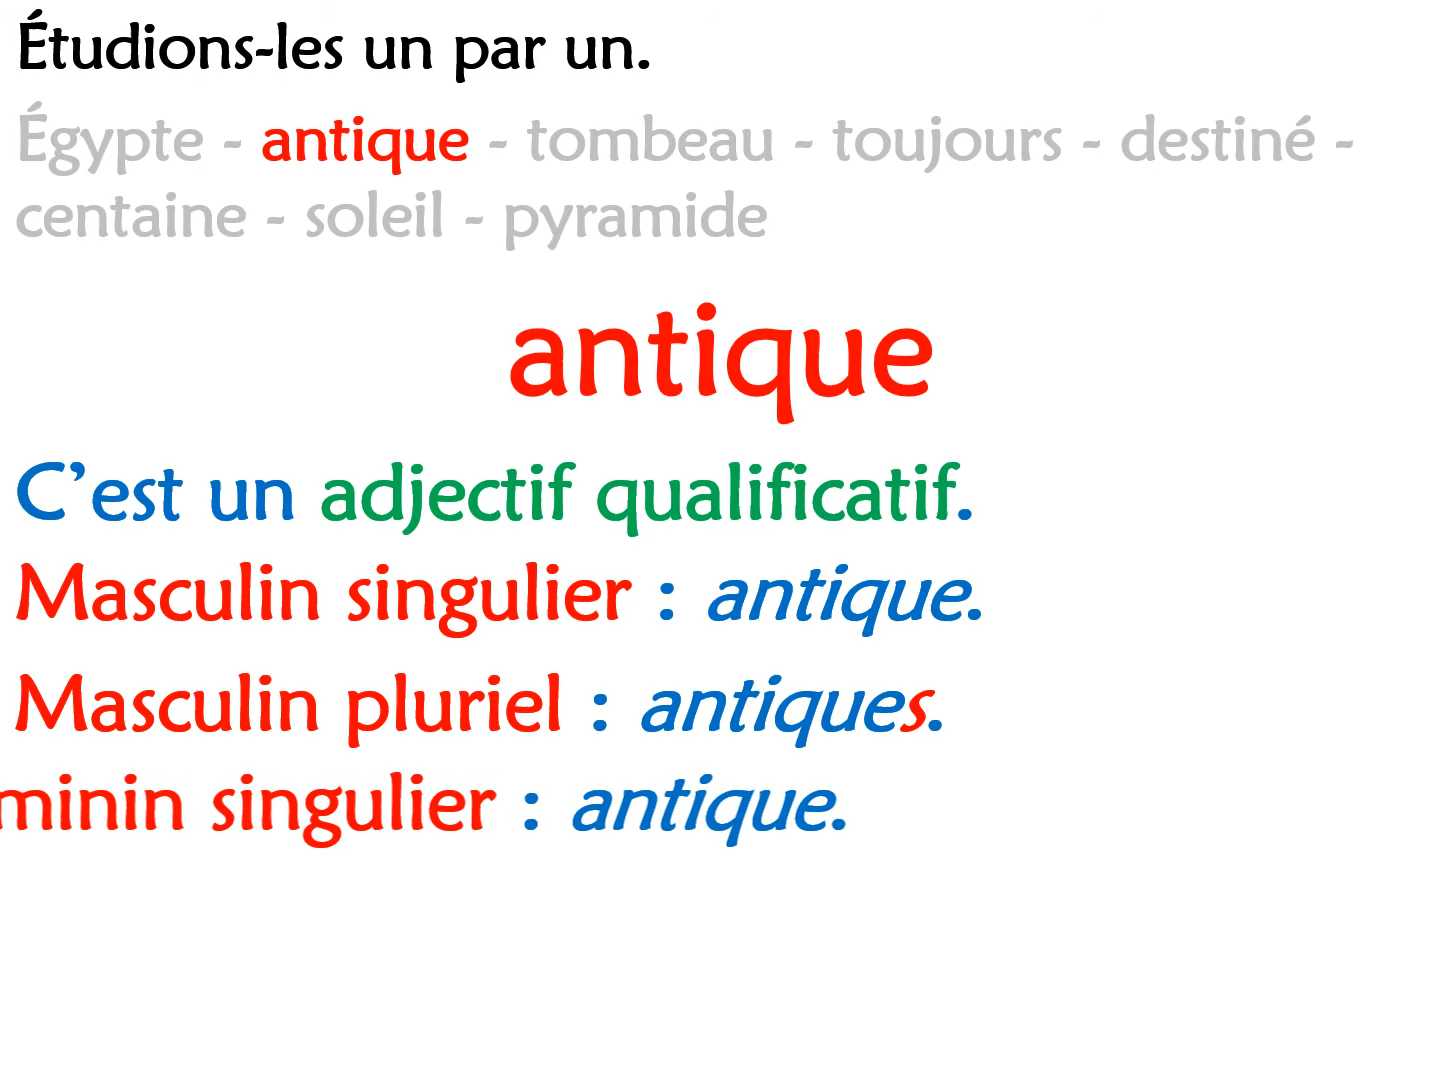 Étudions-les un par un.
Égypte - antique - tombeau - toujours - destiné -
centaine - soleil - pyramide
antique
C’est un adjectif qualificatif.
Masculin singulier : antique.
Masculin pluriel : antiques.
minin singulier : antique.